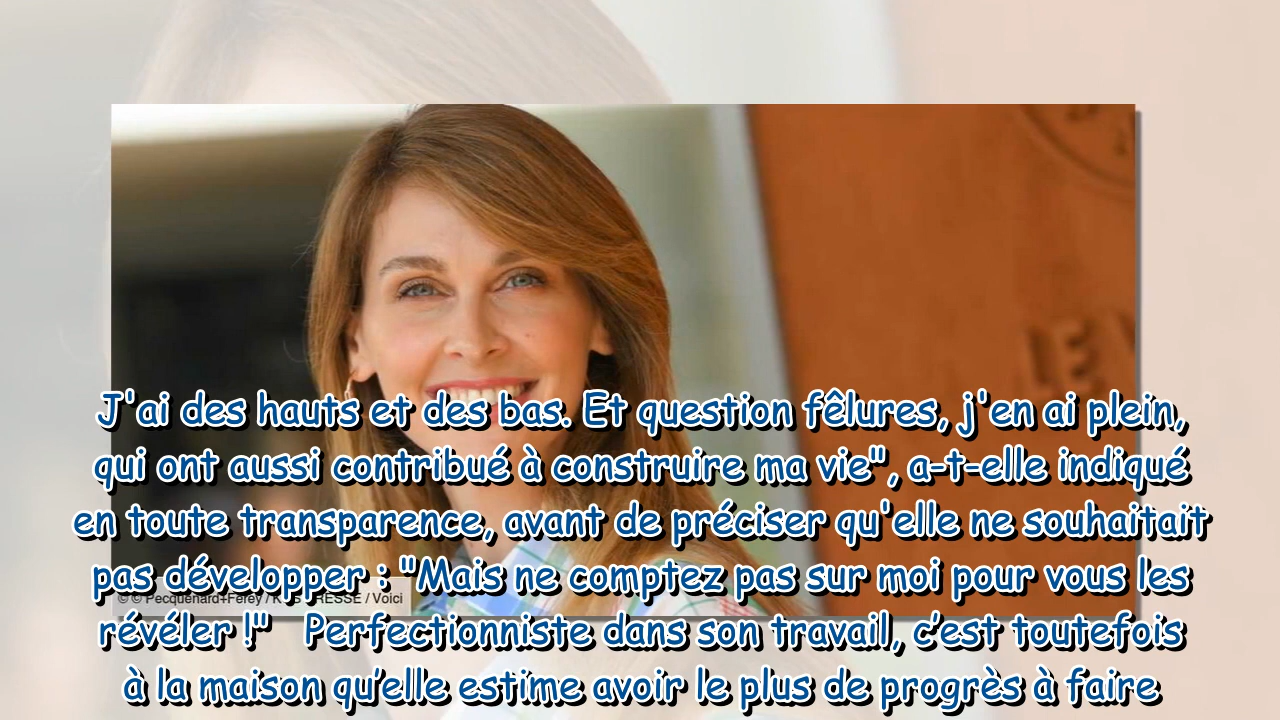 J'ai des hauts et des bas. Et question fêlures, j'en ai plein,
qui ont aussi contribué à construire ma vie", a-t-elle indiqué
en toute transparence, avant de préciser qu'elle ne souhaitait
pas développer : "Mais ne comptez pas sur moi pour vous les
© © Pecquenard+Ferey / / Voici
révéler !" Perfectionniste dans son travail, c’est toutefois
à la maison qu’elle estime avoir le plus de progrès à faire